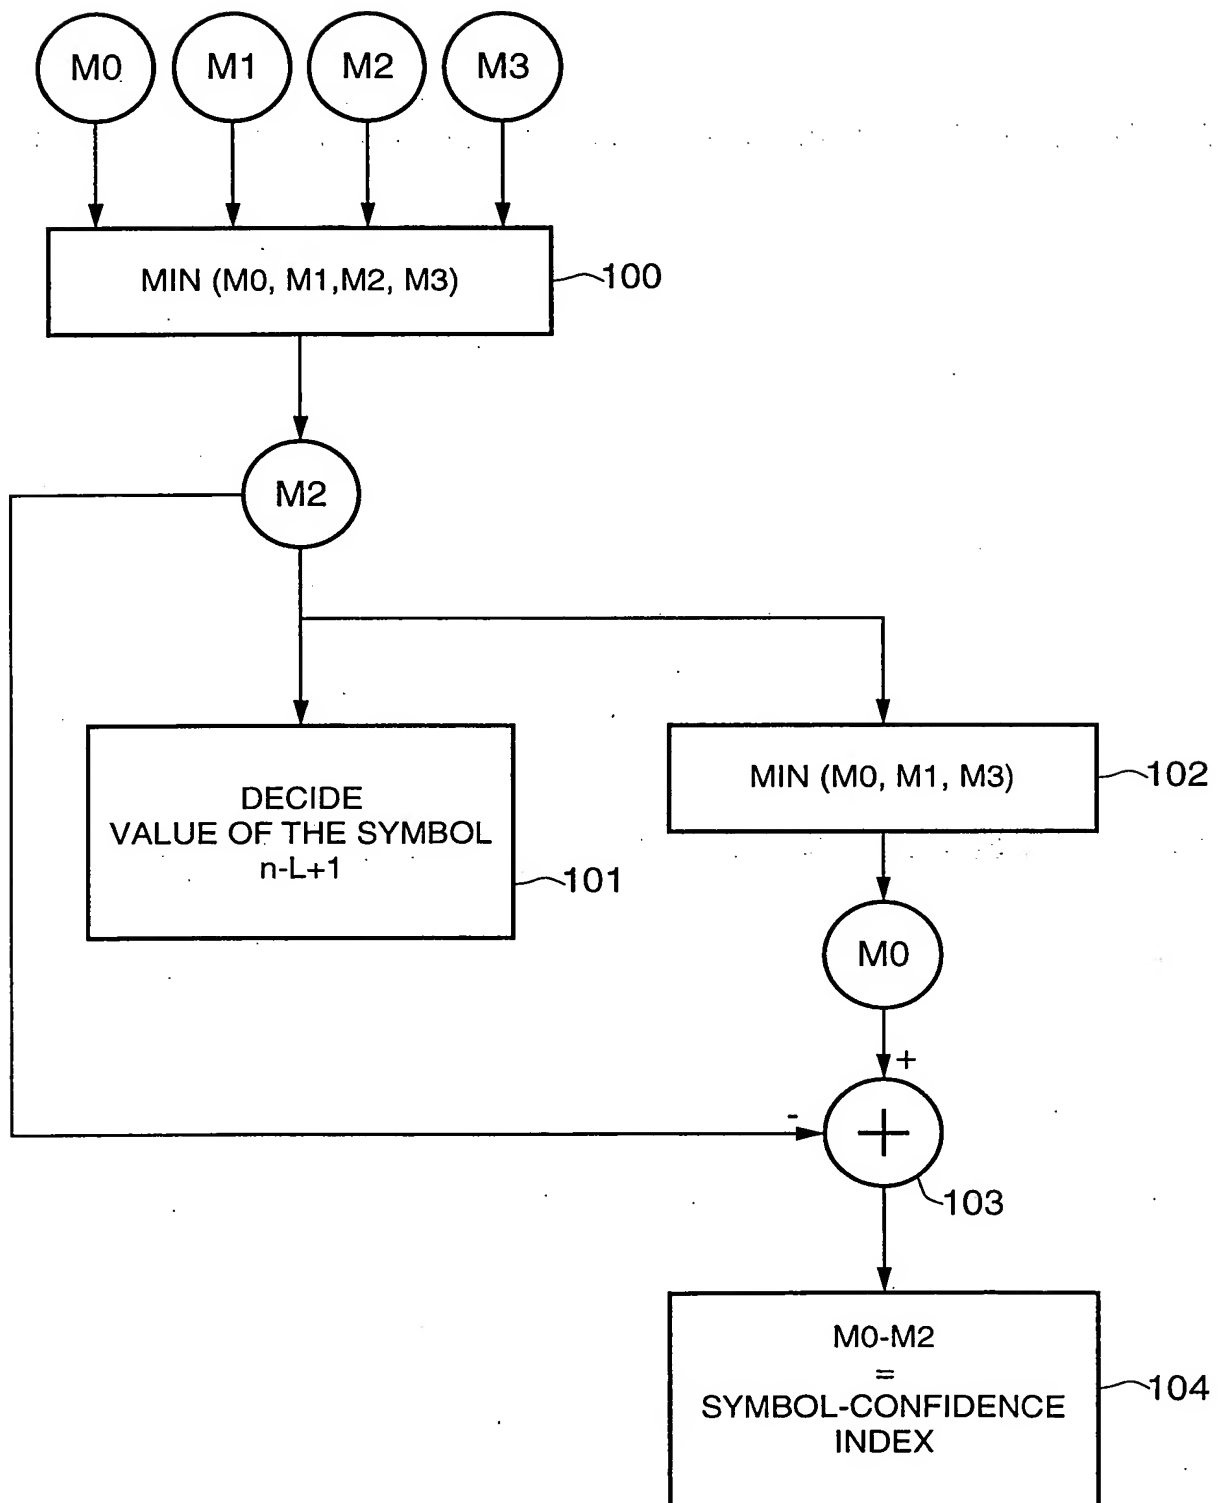 M0 M1 M2 M3
MIN (M0, M1,M2, M3)
100
M2
DECIDE
VALUE OF THE SYMBOL
n-L+1
101
MIN (M0, M1, M3)
102
M0
+
-
+
103
M0-M2
=
SYMBOL-CONFIDENCE
INDEX
104